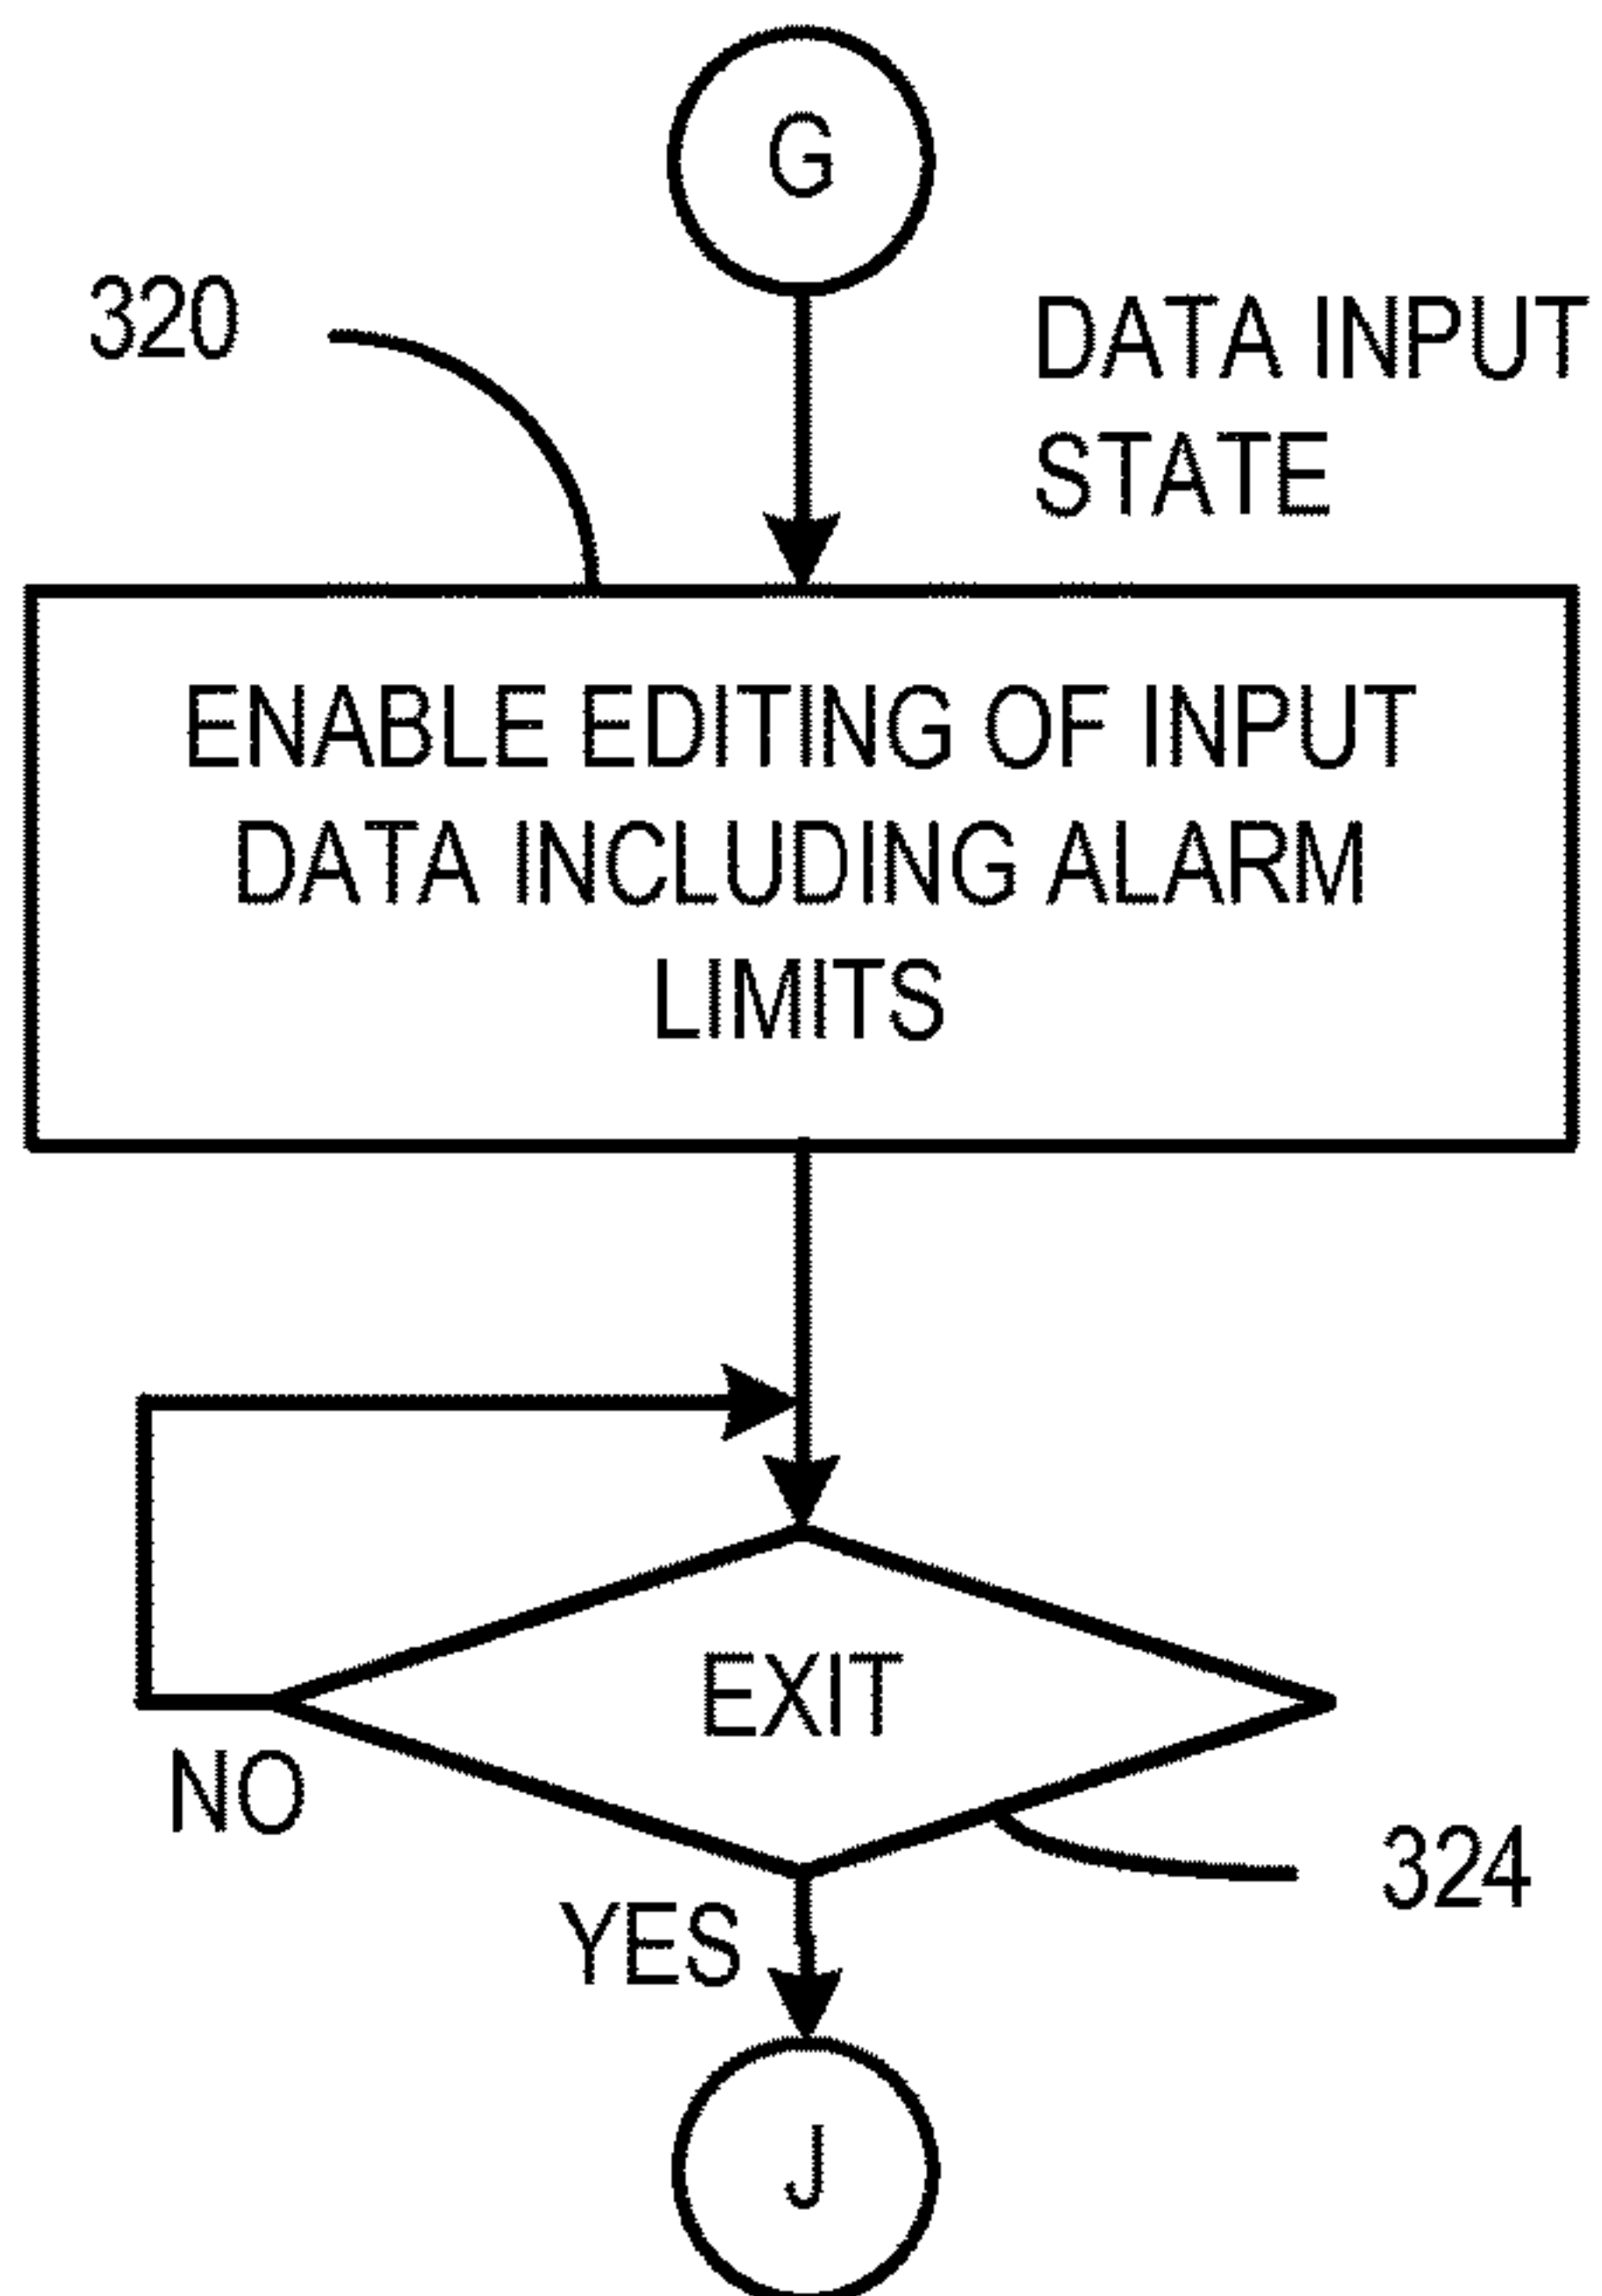 G
320
DATA INPUT
STATE
ENABLE EDITING OF INPUT
DATA INCLUDING ALARM
LIMITS
EXIT
NO
324
YES
J